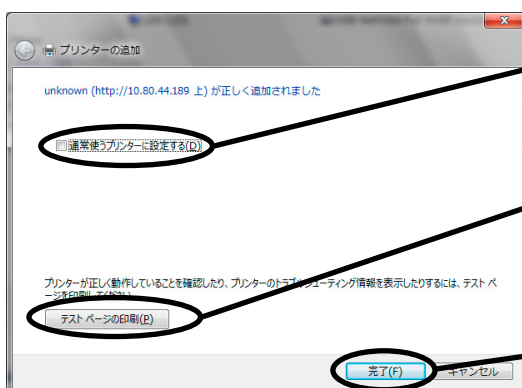 プリンターの追加
unknown (http://10.80.44.189 上) が正しく追加されました
通常使うプリンターに設定する(D)
プリンターが正しく動作していることを確認したり、プリンターのトラブルシューティング情報を表示したりするには、テスト ペ
ージを印刷してください。
テスト ページの印刷(P)
完了(F) キャンセル